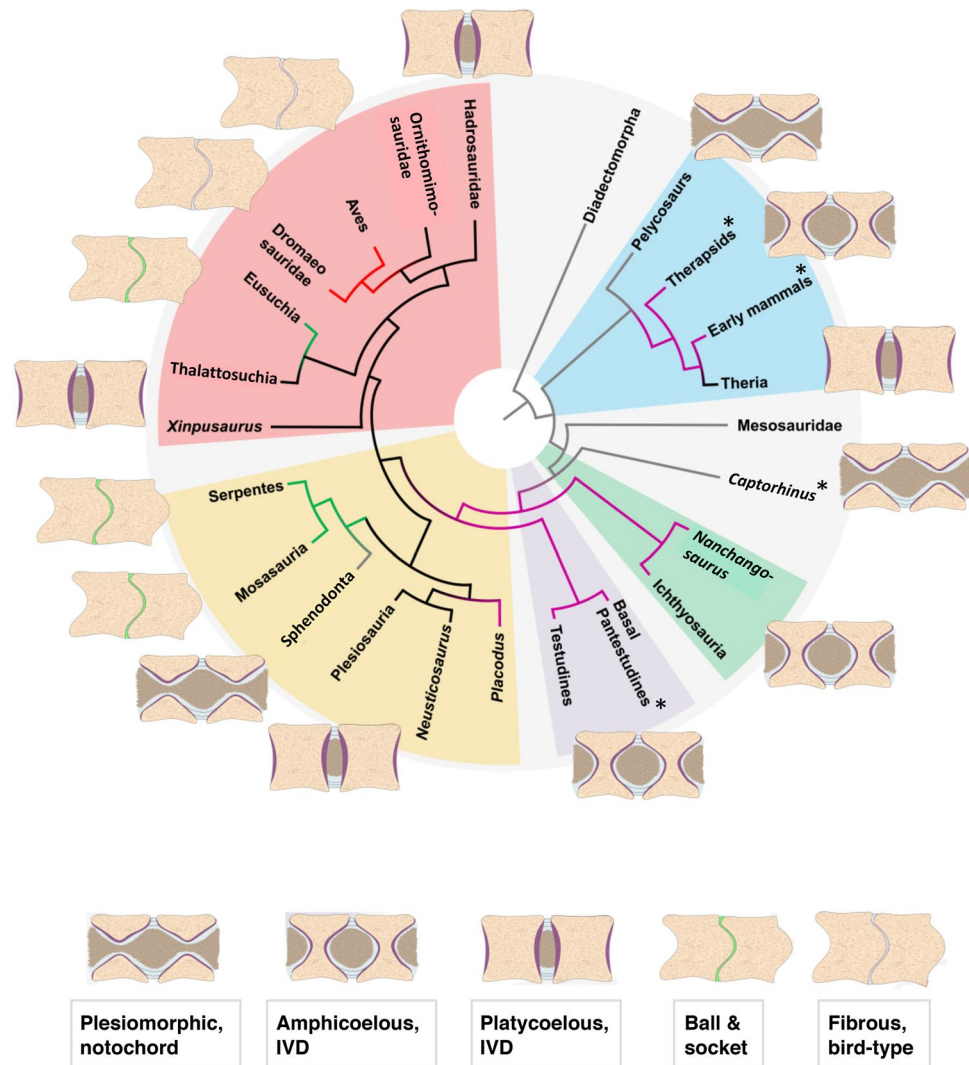 Hadrosauridae
Ornithomimo-
sauridae
Aves
Dromaeo
sauridae
Eusuchia
Thalattosuchia
Xinpusaurus
Diadectomorpha
Pelycosaurs
Therapsids *
Early mammals *
Theria
Mesosauridae
Captorhinus *
Nanchango-
saurus
Ichthyosauria
Basal
Pantestudines *
Testudines
Placodus
Neusticosaurus
Plesiosauria
Sphenodonta
Mosasauria
Serpentes
Plesiomorphic,
notochord
Amphicoelous,
IVD
Platycoelous,
IVD
Ball &
socket
Fibrous,
bird-type